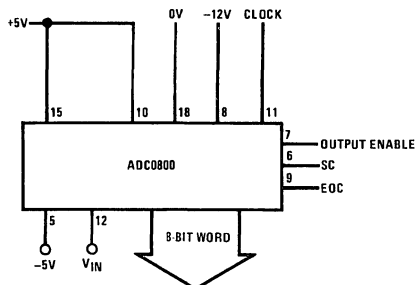 0V -12V CLOCK
+5V
15 10 18 8 11
7 OUTPUT ENABLE
ADC0800
6 SC
9 EOC
5 12 8-BIT WORD
-5V VIN